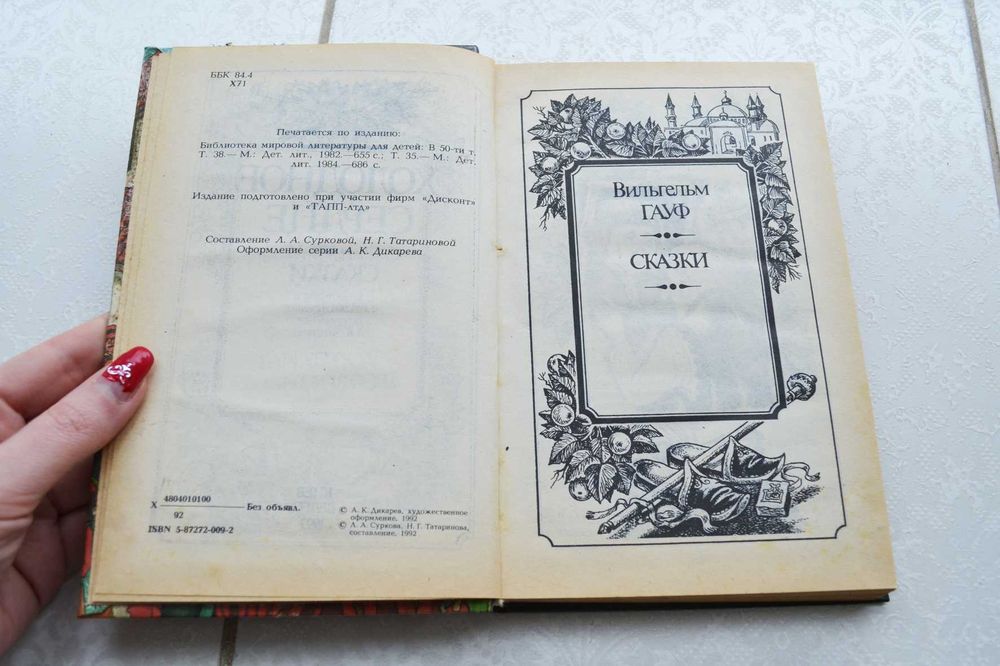 ББК 84.4
Х71
Печатается по изданию:
Библиотека мировой литературы для детей: В 50-ти т.
Т. 38.— М.: Дет. лит., 1982.—655 с.; Т. 35.— М.: Дет.
лит. 1984.—686 с.
Издание подготовлено при участии фирм «Дисконт»
и «ТАПП-лтд»
Составление Л. А. Сурковой, Н. Г. Татариновой
Оформление серии А. К. Дикарева
Х 4804010100 Без объявл.
92
ISBN 5-87272-009-2
© А. К. Дикарев, художественное
оформление, 1992
© Л. А. Суркова, Н. Г. Татаринова,
составление, 1992
Вильгельм
ГАУФ
СКАЗКИ